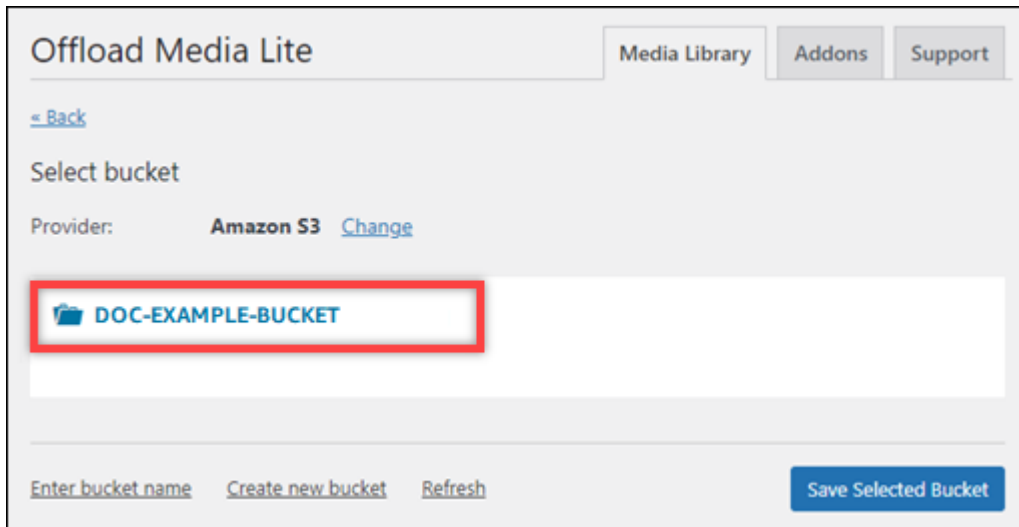 Offload Media Lite
Media Library Addons Support
« Back
Select bucket
Provider: Amazon S3 Change
DOC-EXAMPLE-BUCKET
Enter bucket name Create new bucket Refresh Save Selected Bucket